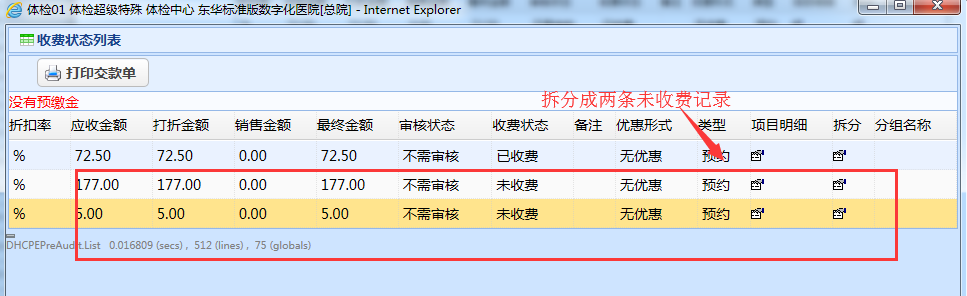 体检01 体检超级特殊 体检中心 东华标准版数字化医院[总院] - Internet Explorer
收费状态列表
打印交款单
没有预缴金
拆分成两条未收费记录
折扣率 应收金额 打折金额 销售金额 最终金额 审核状态 收费状态 备注 优惠形式 类型 项目明细 拆分 分组名称
% 72.50 72.50 0.00 72.50 不需审核 已收费 无优惠 预约
% 177.00 177.00 0.00 177.00 不需审核 未收费 无优惠 预约
% 5.00 5.00 0.00 5.00 不需审核 未收费 无优惠 预约
DHCPEPreAudit.List 0.016809 (secs) , 512 (lines) , 75 (globals)